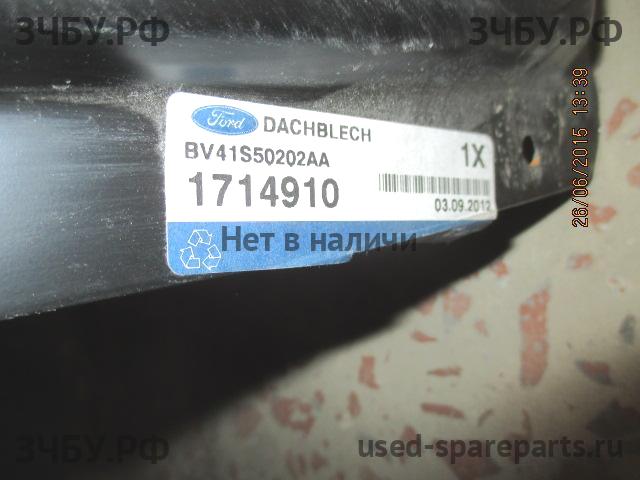 ЗЧБУ.РФ
ЗЧБУ.РФ
Ford DACHBLECH
BV41S50202AA
1X
1714910
03.09.2012
Нет в наличии
26/06/2015 13:39
ЗЧБУ.РФ
used-spareparts.ru